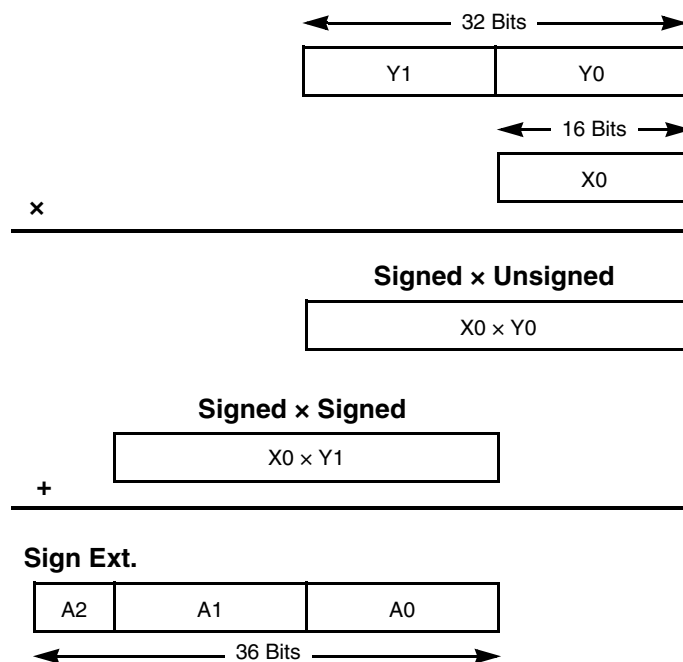 32 Bits
Y1 Y0
16 Bits
X0
×
Signed × Unsigned
X0 × Y0
Signed × Signed
X0 × Y1
+
Sign Ext.
A2 A1 A0
36 Bits